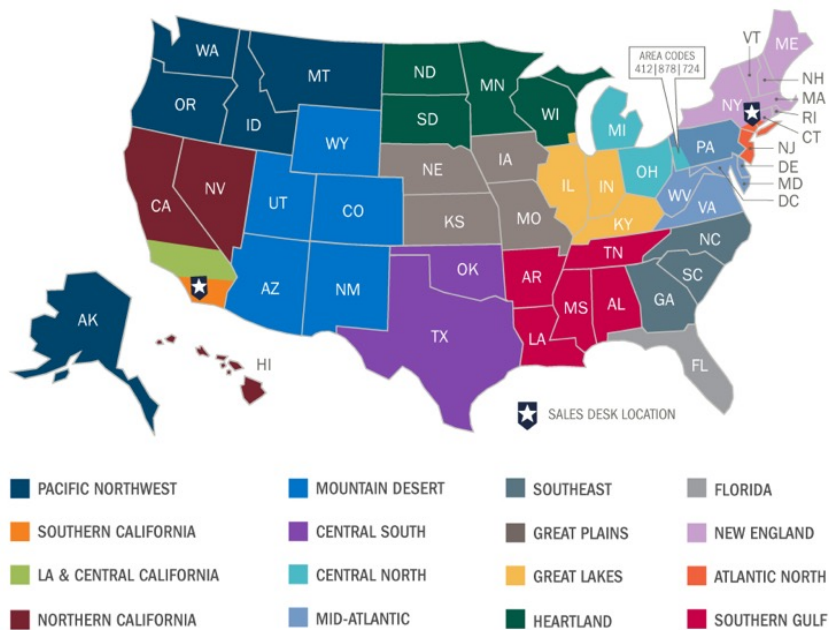 WA
MT
ND
MN
OR
ID
SD
WI
WY
MI
AREA CODES
412|878|724
VT
ME
NH
MA
NY
RI
CT
PA
NJ
DE
MD
DC
NE
IA
IL
IN
OH
WV
VA
CA
NV
UT
CO
KS
MO
KY
NC
TN
SC
AZ
NM
OK
AR
MS
AL
GA
TX
LA
FL
AK
HI
SALES DESK LOCATION
PACIFIC NORTHWEST
MOUNTAIN DESERT
SOUTHEAST
FLORIDA
SOUTHERN CALIFORNIA
CENTRAL SOUTH
GREAT PLAINS
NEW ENGLAND
LA & CENTRAL CALIFORNIA
CENTRAL NORTH
GREAT LAKES
ATLANTIC NORTH
NORTHERN CALIFORNIA
MID-ATLANTIC
HEARTLAND
SOUTHERN GULF